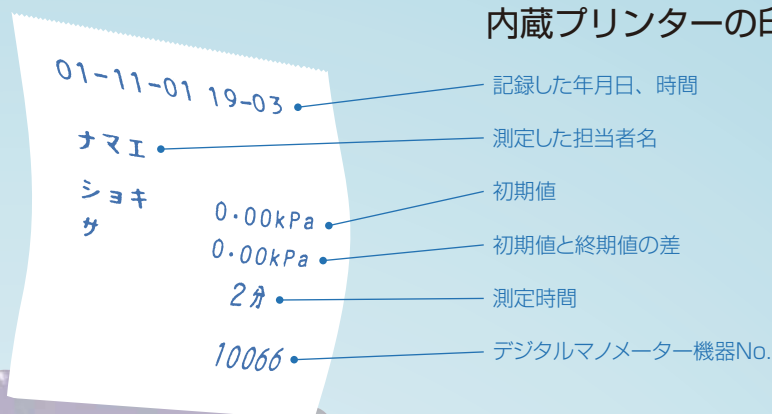 内蔵プリンターの印
01-11-01 19-03
記録した年月日、時間
ナマエ
測定した担当者名
ショキ 0.00kPa
初期値
サ 0.00kPa
初期値と終期値の差
2分
測定時間
10066
デジタルマノメーター機器No.